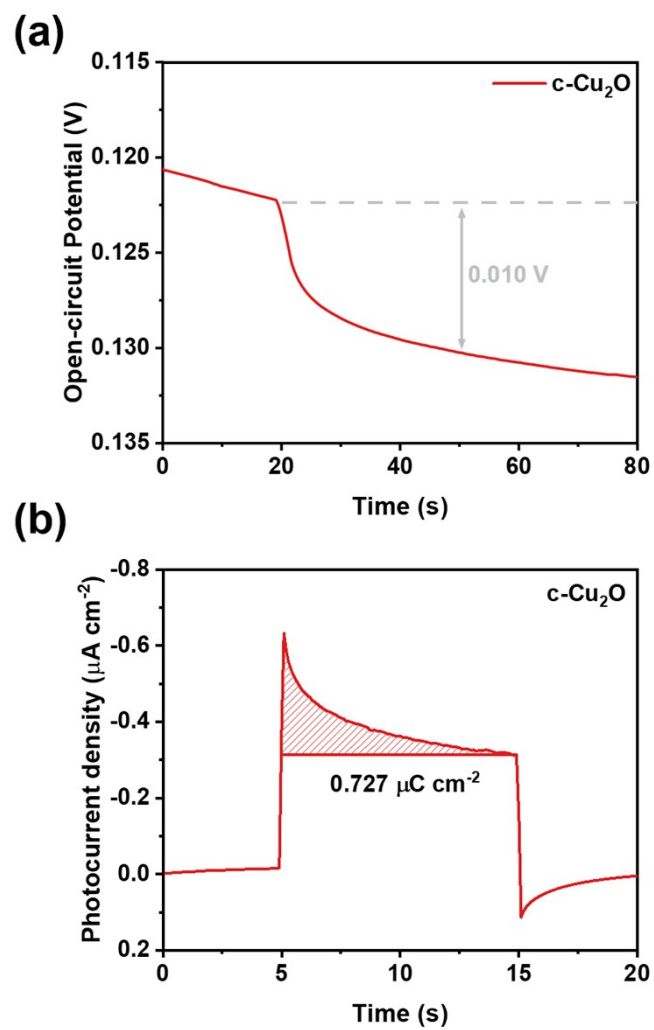 (a)
c-Cu₂O
Open-circuit Potential (V)
0.115
0.120
0.125
0.130
0.135
0.010 V
0 20 40 60 80
Time (s)
(b)
c-Cu₂O
Photocurrent density (μA cm⁻²)
-0.8
-0.6
-0.4
-0.2
0.0
0.2
0.727 μC cm⁻²
0 5 10 15 20
Time (s)